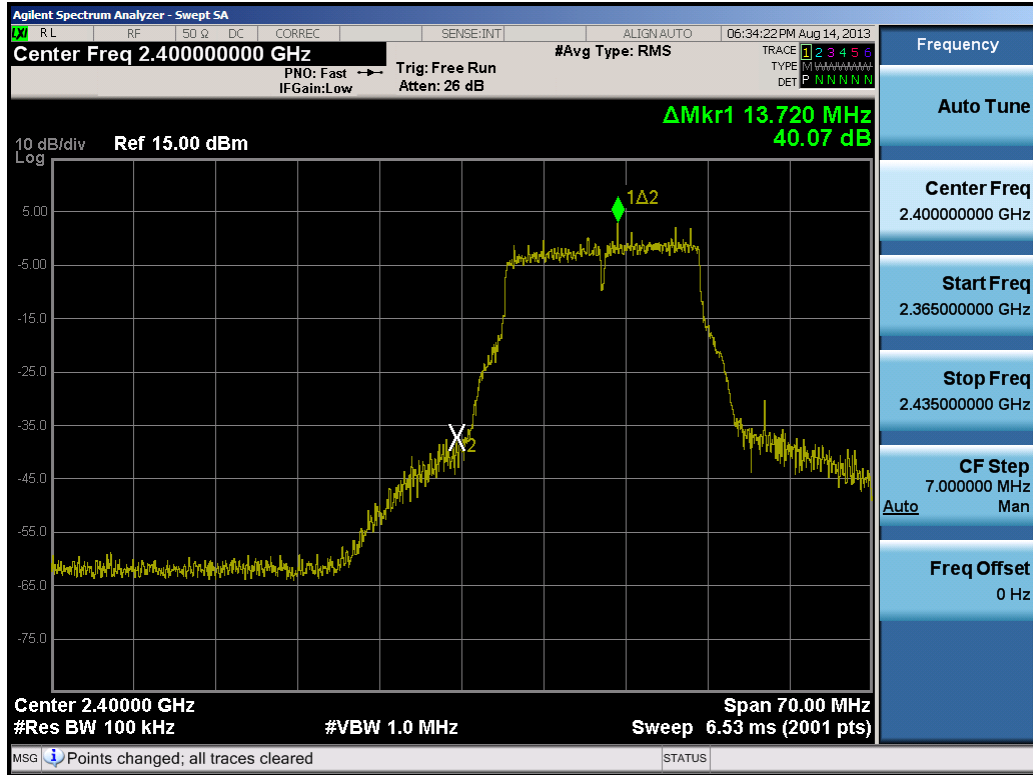 Agilent Spectrum Analyzer - Swept SA
LXI RL RF 50 Ω DC CORREC SENSE:INT ALIGN AUTO 06:34:22 PM Aug 14, 2013
Center Freq 2.400000000 GHz
PNO: Fast
IFGain:Low
Trig: Free Run
Atten: 26 dB
#Avg Type: RMS
TRACE 1 2 3 4 5 6
TYPE M WWWWW
DET P N N N N N
ΔMkr1 13.720 MHz
40.07 dB
10 dB/div Ref 15.00 dBm
Log
1Δ2
5.00
-5.00
-15.0
-25.0
-35.0
X2
-45.0
-55.0
-65.0
-75.0
Center 2.40000 GHz Span 70.00 MHz
#Res BW 100 kHz #VBW 1.0 MHz Sweep 6.53 ms (2001 pts)
MSG Points changed; all traces cleared STATUS
Frequency
Auto Tune
Center Freq
2.400000000 GHz
Start Freq
2.365000000 GHz
Stop Freq
2.435000000 GHz
CF Step
7.000000 MHz
Auto Man
Freq Offset
0 Hz